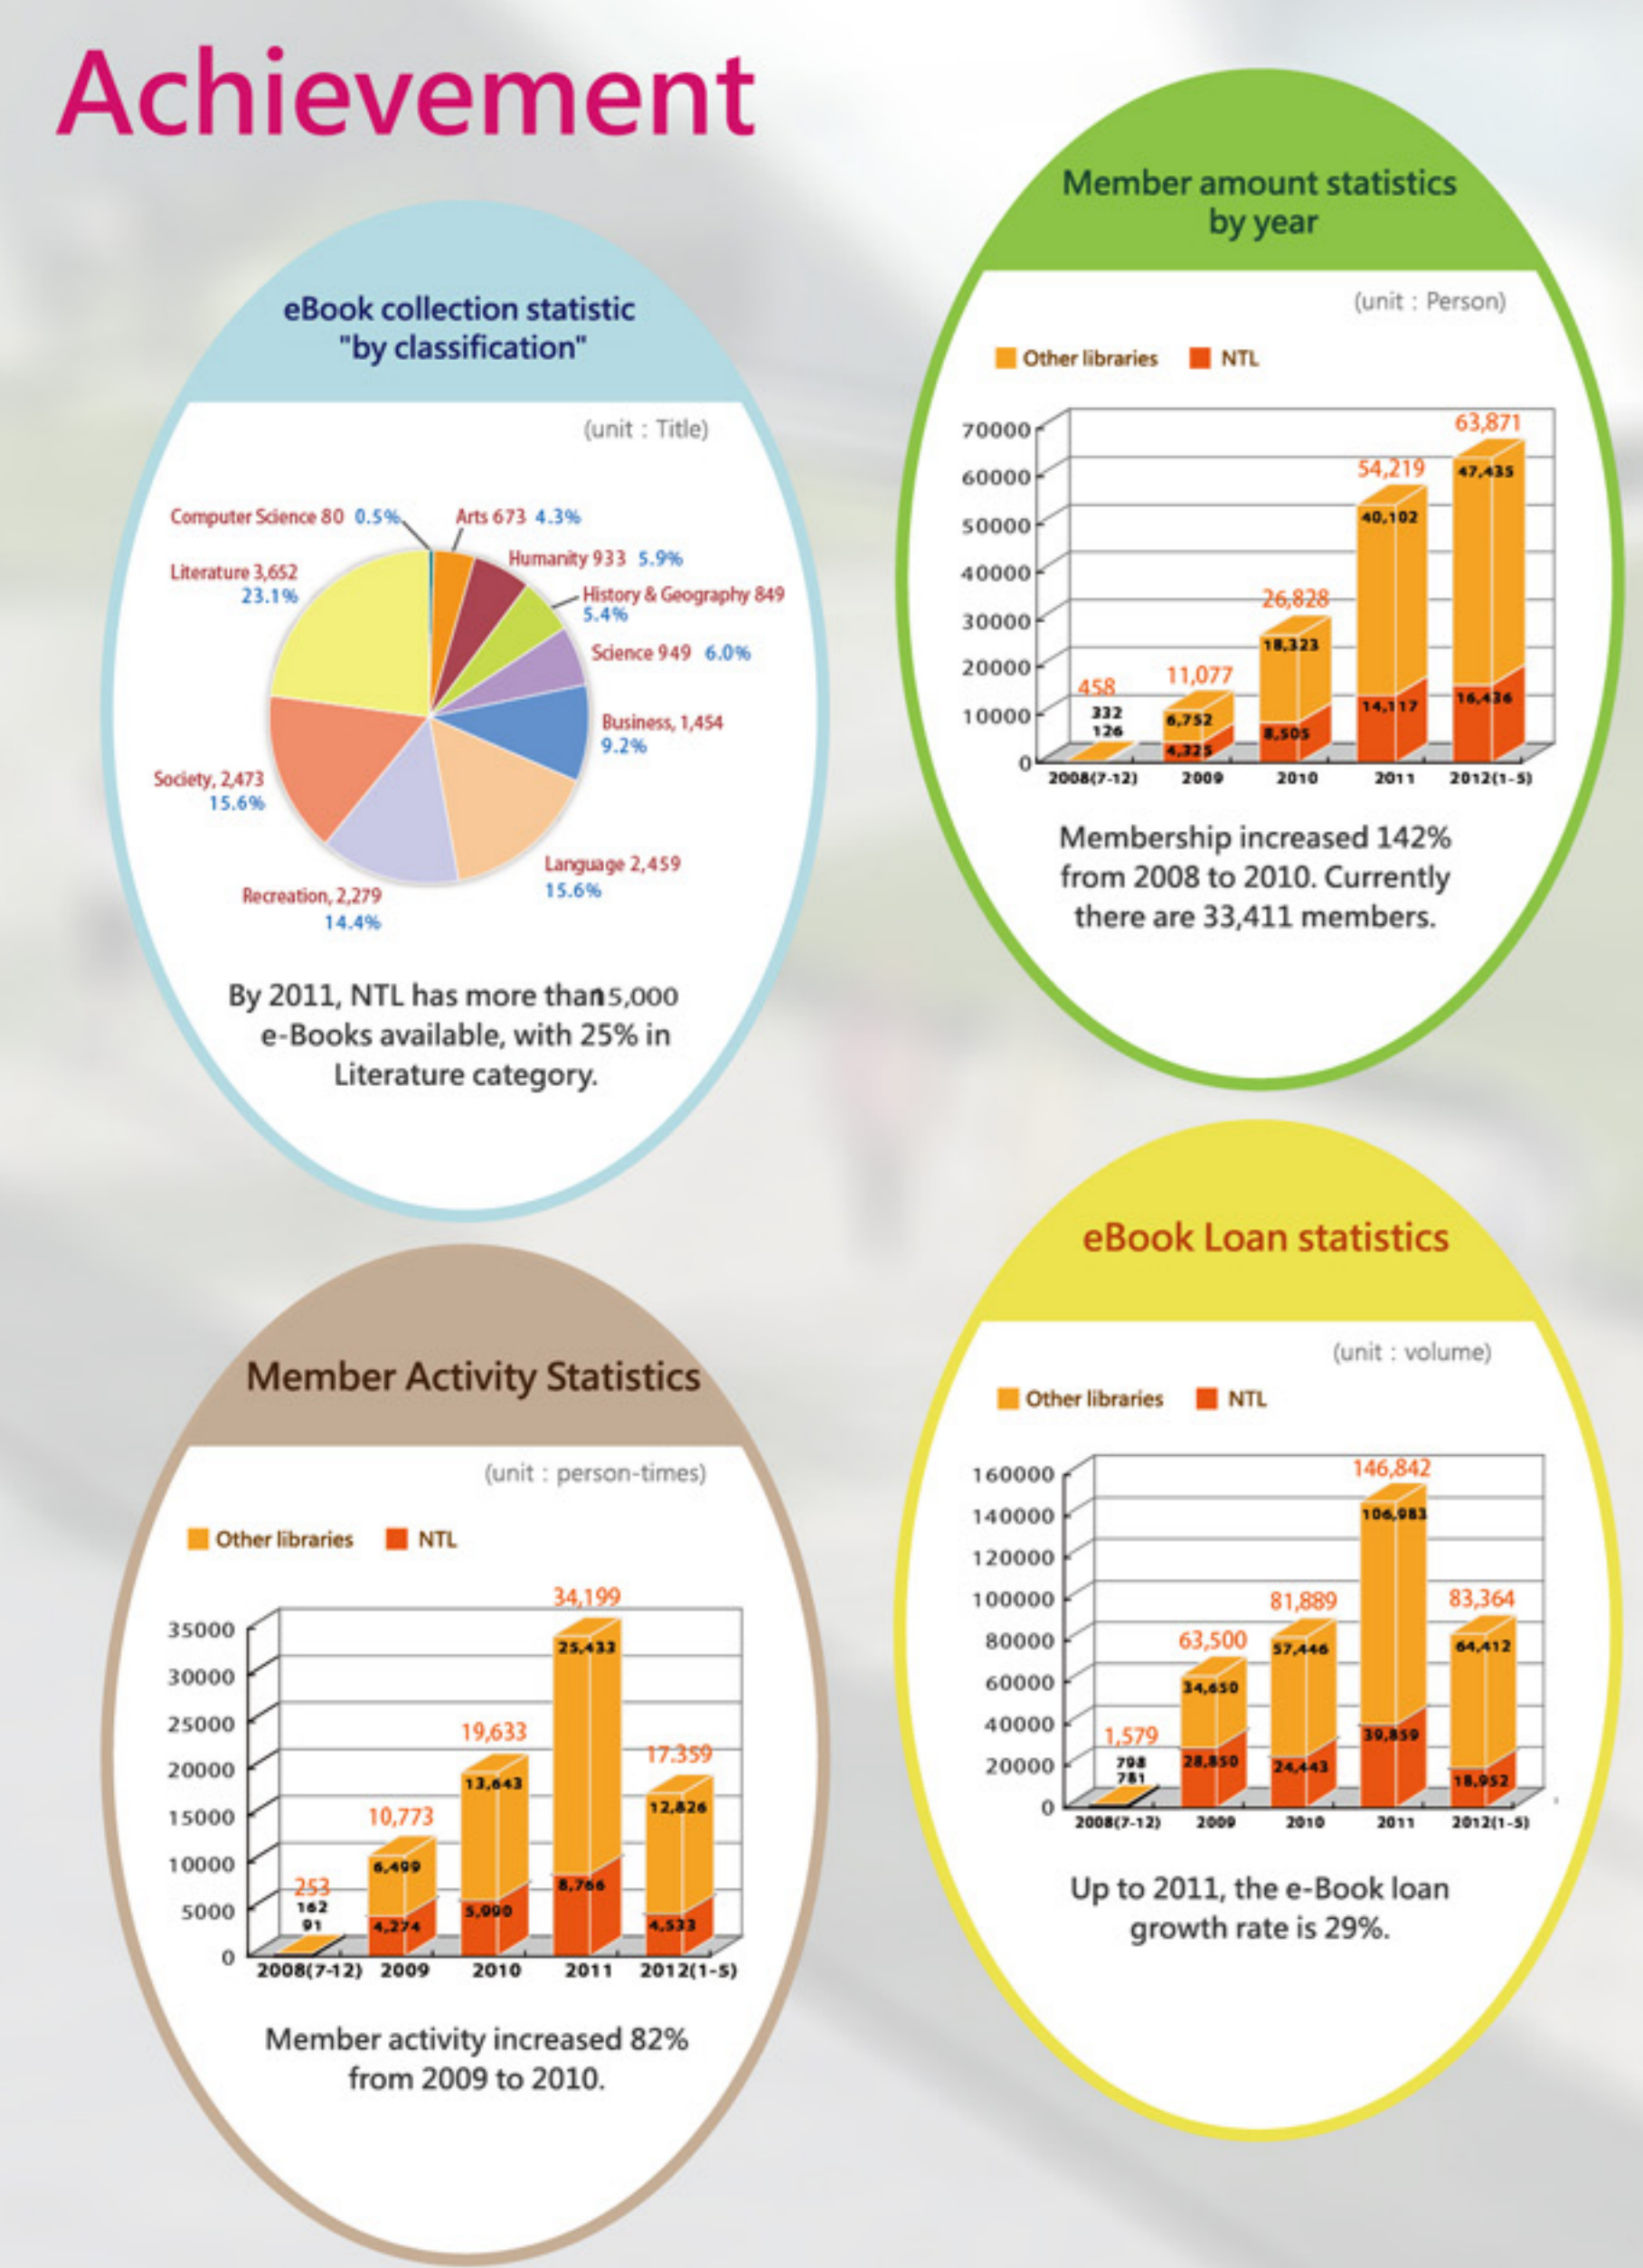 Achievement
eBook collection statistic
"by classification"
(unit : Title)
Computer Science 80 0.5%
Arts 673 4.3%
Humanity 933 5.9%
History & Geography 849
5.4%
Science 949 6.0%
Business, 1,454
9.2%
Language 2,459
15.6%
Recreation, 2,279
14.4%
Society, 2,473
15.6%
Literature 3,652
23.1%
By 2011, NTL has more than 15,000
e-Books available, with 25% in
Literature category.
Member amount statistics
by year
(unit : Person)
Other libraries NTL
70000
60000
50000
40000
30000
20000
10000
0
458
332
126
11,077
6,752
4,325
26,828
18,323
8,505
54,219
40,102
14,117
63,871
47,435
16,436
2008(7-12) 2009 2010 2011 2012(1-5)
Membership increased 142%
from 2008 to 2010. Currently
there are 33,411 members.
Member Activity Statistics
(unit : person-times)
Other libraries NTL
35000
30000
25000
20000
15000
10000
5000
0
253
162
91
10,773
6,499
4,274
19,633
13,643
5,990
34,199
25,433
8,766
17.359
12,826
4,533
2008(7-12) 2009 2010 2011 2012(1-5)
Member activity increased 82%
from 2009 to 2010.
eBook Loan statistics
(unit : volume)
Other libraries NTL
160000
140000
120000
100000
80000
60000
40000
20000
0
1,579
798
781
63,500
34,650
28,850
81,889
57,446
24,443
146,842
106,983
39,859
83,364
64,412
18,952
2008(7-12) 2009 2010 2011 2012(1-5)
Up to 2011, the e-Book loan
growth rate is 29%.